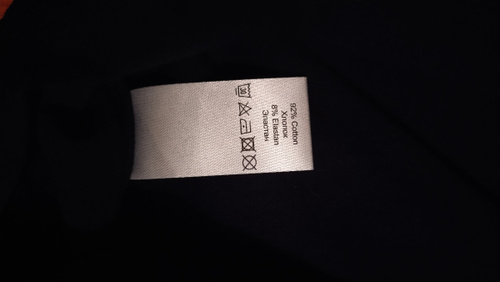 92% Cotton
Хлопок
8% Elastan
Эластан